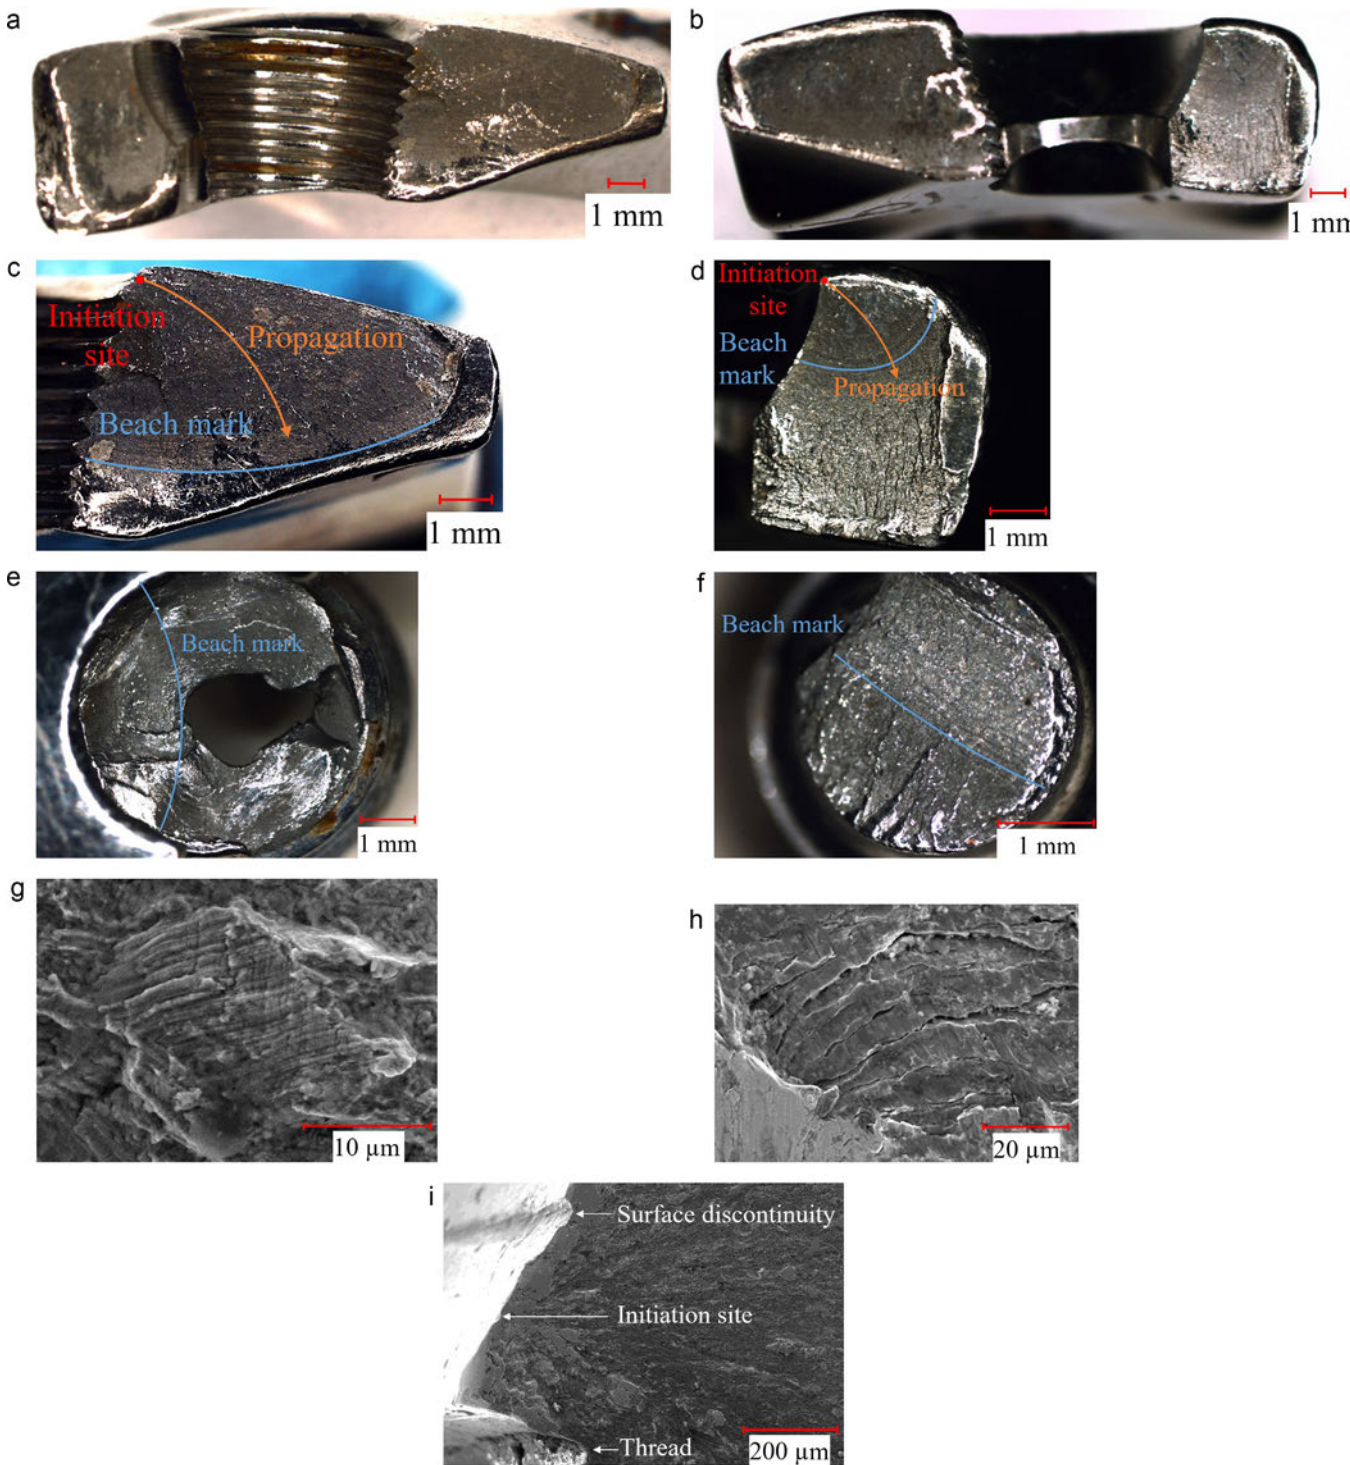 a
b
1 mm
1 mm
c
Initiation
site
Propagation
Beach mark
1 mm
d
Initiation
site
Beach
mark
Propagation
1 mm
e
Beach mark
1 mm
f
Beach mark
1 mm
g
10 µm
h
20 µm
i
Surface discontinuity
Initiation site
Thread
200 µm